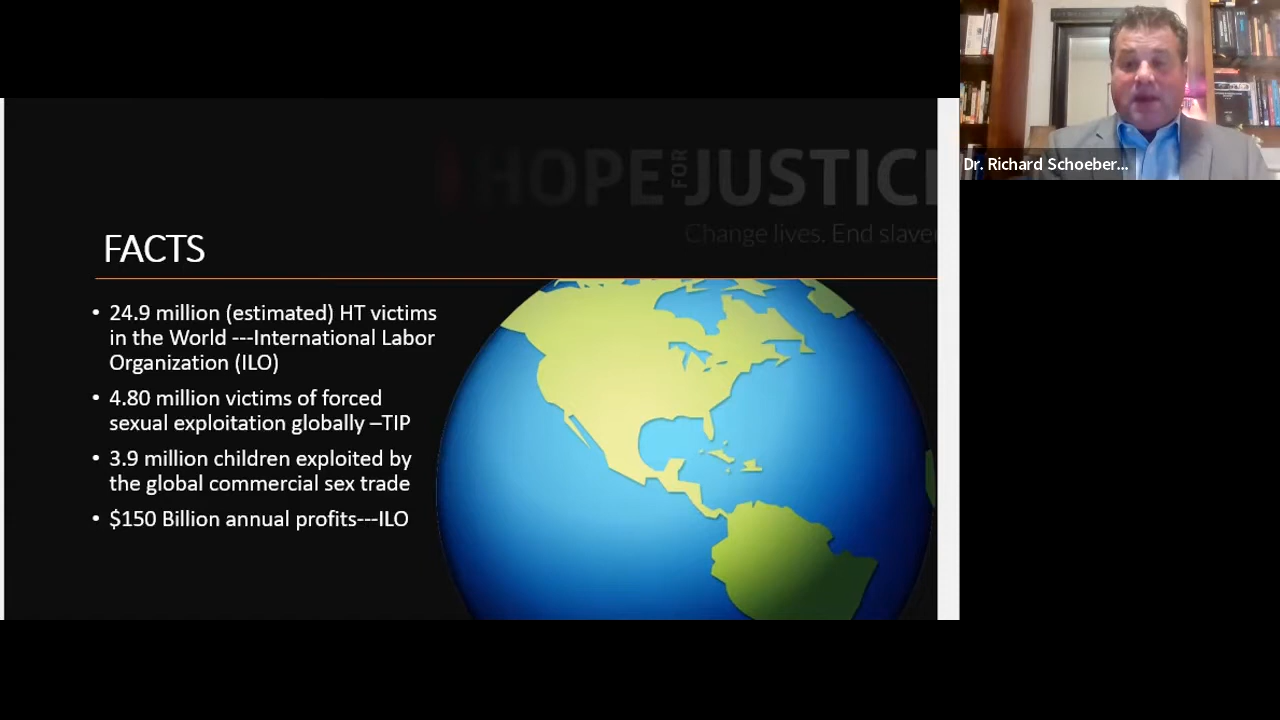 HOPE FOR JUSTICE
Change lives. End slaver
FACTS
• 24.9 million (estimated) HT victims
in the World ---International Labor
Organization (ILO)
• 4.80 million victims of forced
sexual exploitation globally –TIP
• 3.9 million children exploited by
the global commercial sex trade
• $150 Billion annual profits---ILO
Dr. Richard Schoeber...